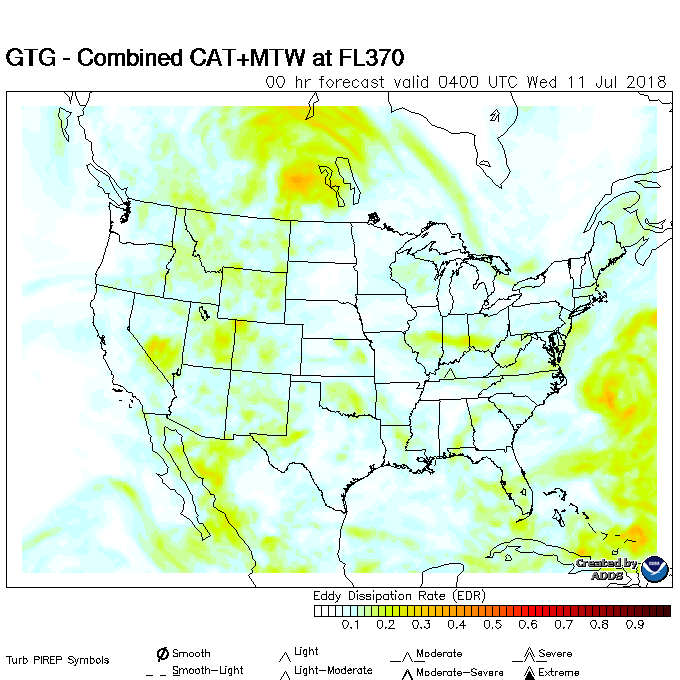 GTG - Combined CAT+MTW at FL370
00 hr forecast valid 0400 UTC Wed 11 Jul 2018
Created by
ADDS
Eddy Dissipation Rate (EDR)
0.1 0.2 0.3 0.4 0.5 0.6 0.7 0.8 0.9
Turb PIREP Symbols
Smooth Light Moderate Severe
Smooth-Light Light-Moderate Moderate-Severe Extreme